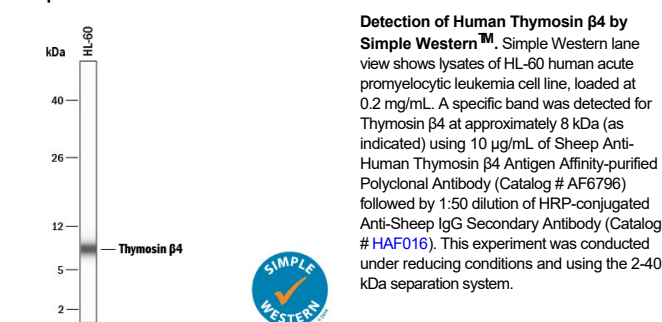 kDa
HL-60
40
26
12
Thymosin β4
5
2
SIMPLE
WESTERN
Detection of Human Thymosin β4 by
Simple Western™. Simple Western lane
view shows lysates of HL-60 human acute
promyelocytic leukemia cell line, loaded at
0.2 mg/mL. A specific band was detected for
Thymosin β4 at approximately 8 kDa (as
indicated) using 10 µg/mL of Sheep Anti-
Human Thymosin β4 Antigen Affinity-purified
Polyclonal Antibody (Catalog # AF6796)
followed by 1:50 dilution of HRP-conjugated
Anti-Sheep IgG Secondary Antibody (Catalog
# HAF016). This experiment was conducted
under reducing conditions and using the 2-40
kDa separation system.